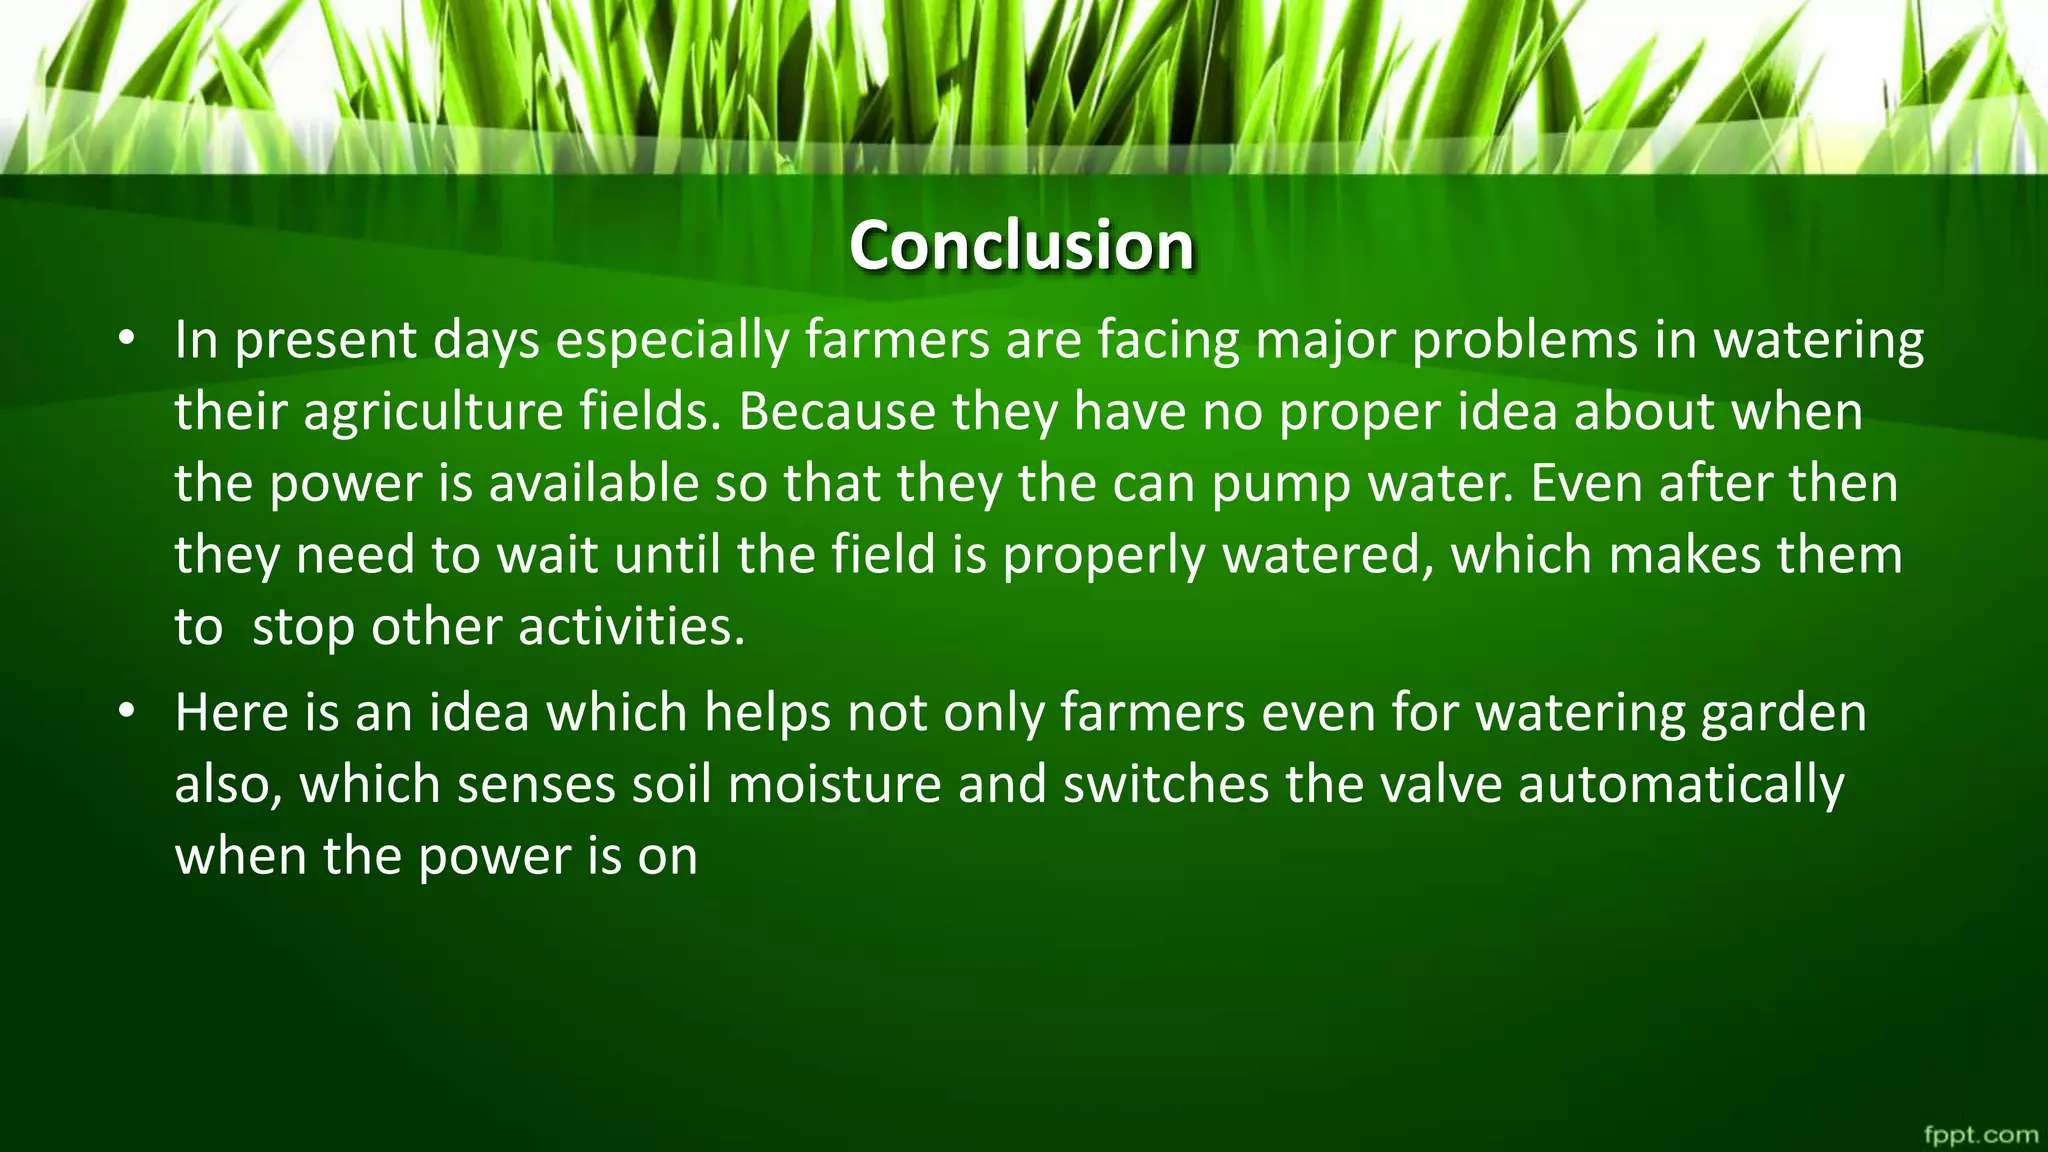 Conclusion
• In present days especially farmers are facing major problems in watering
their agriculture fields. Because they have no proper idea about when
the power is available so that they the can pump water. Even after then
they need to wait until the field is properly watered, which makes them
to  stop other activities.
• Here is an idea which helps not only farmers even for watering garden
also, which senses soil moisture and switches the valve automatically
when the power is on
fppt.com